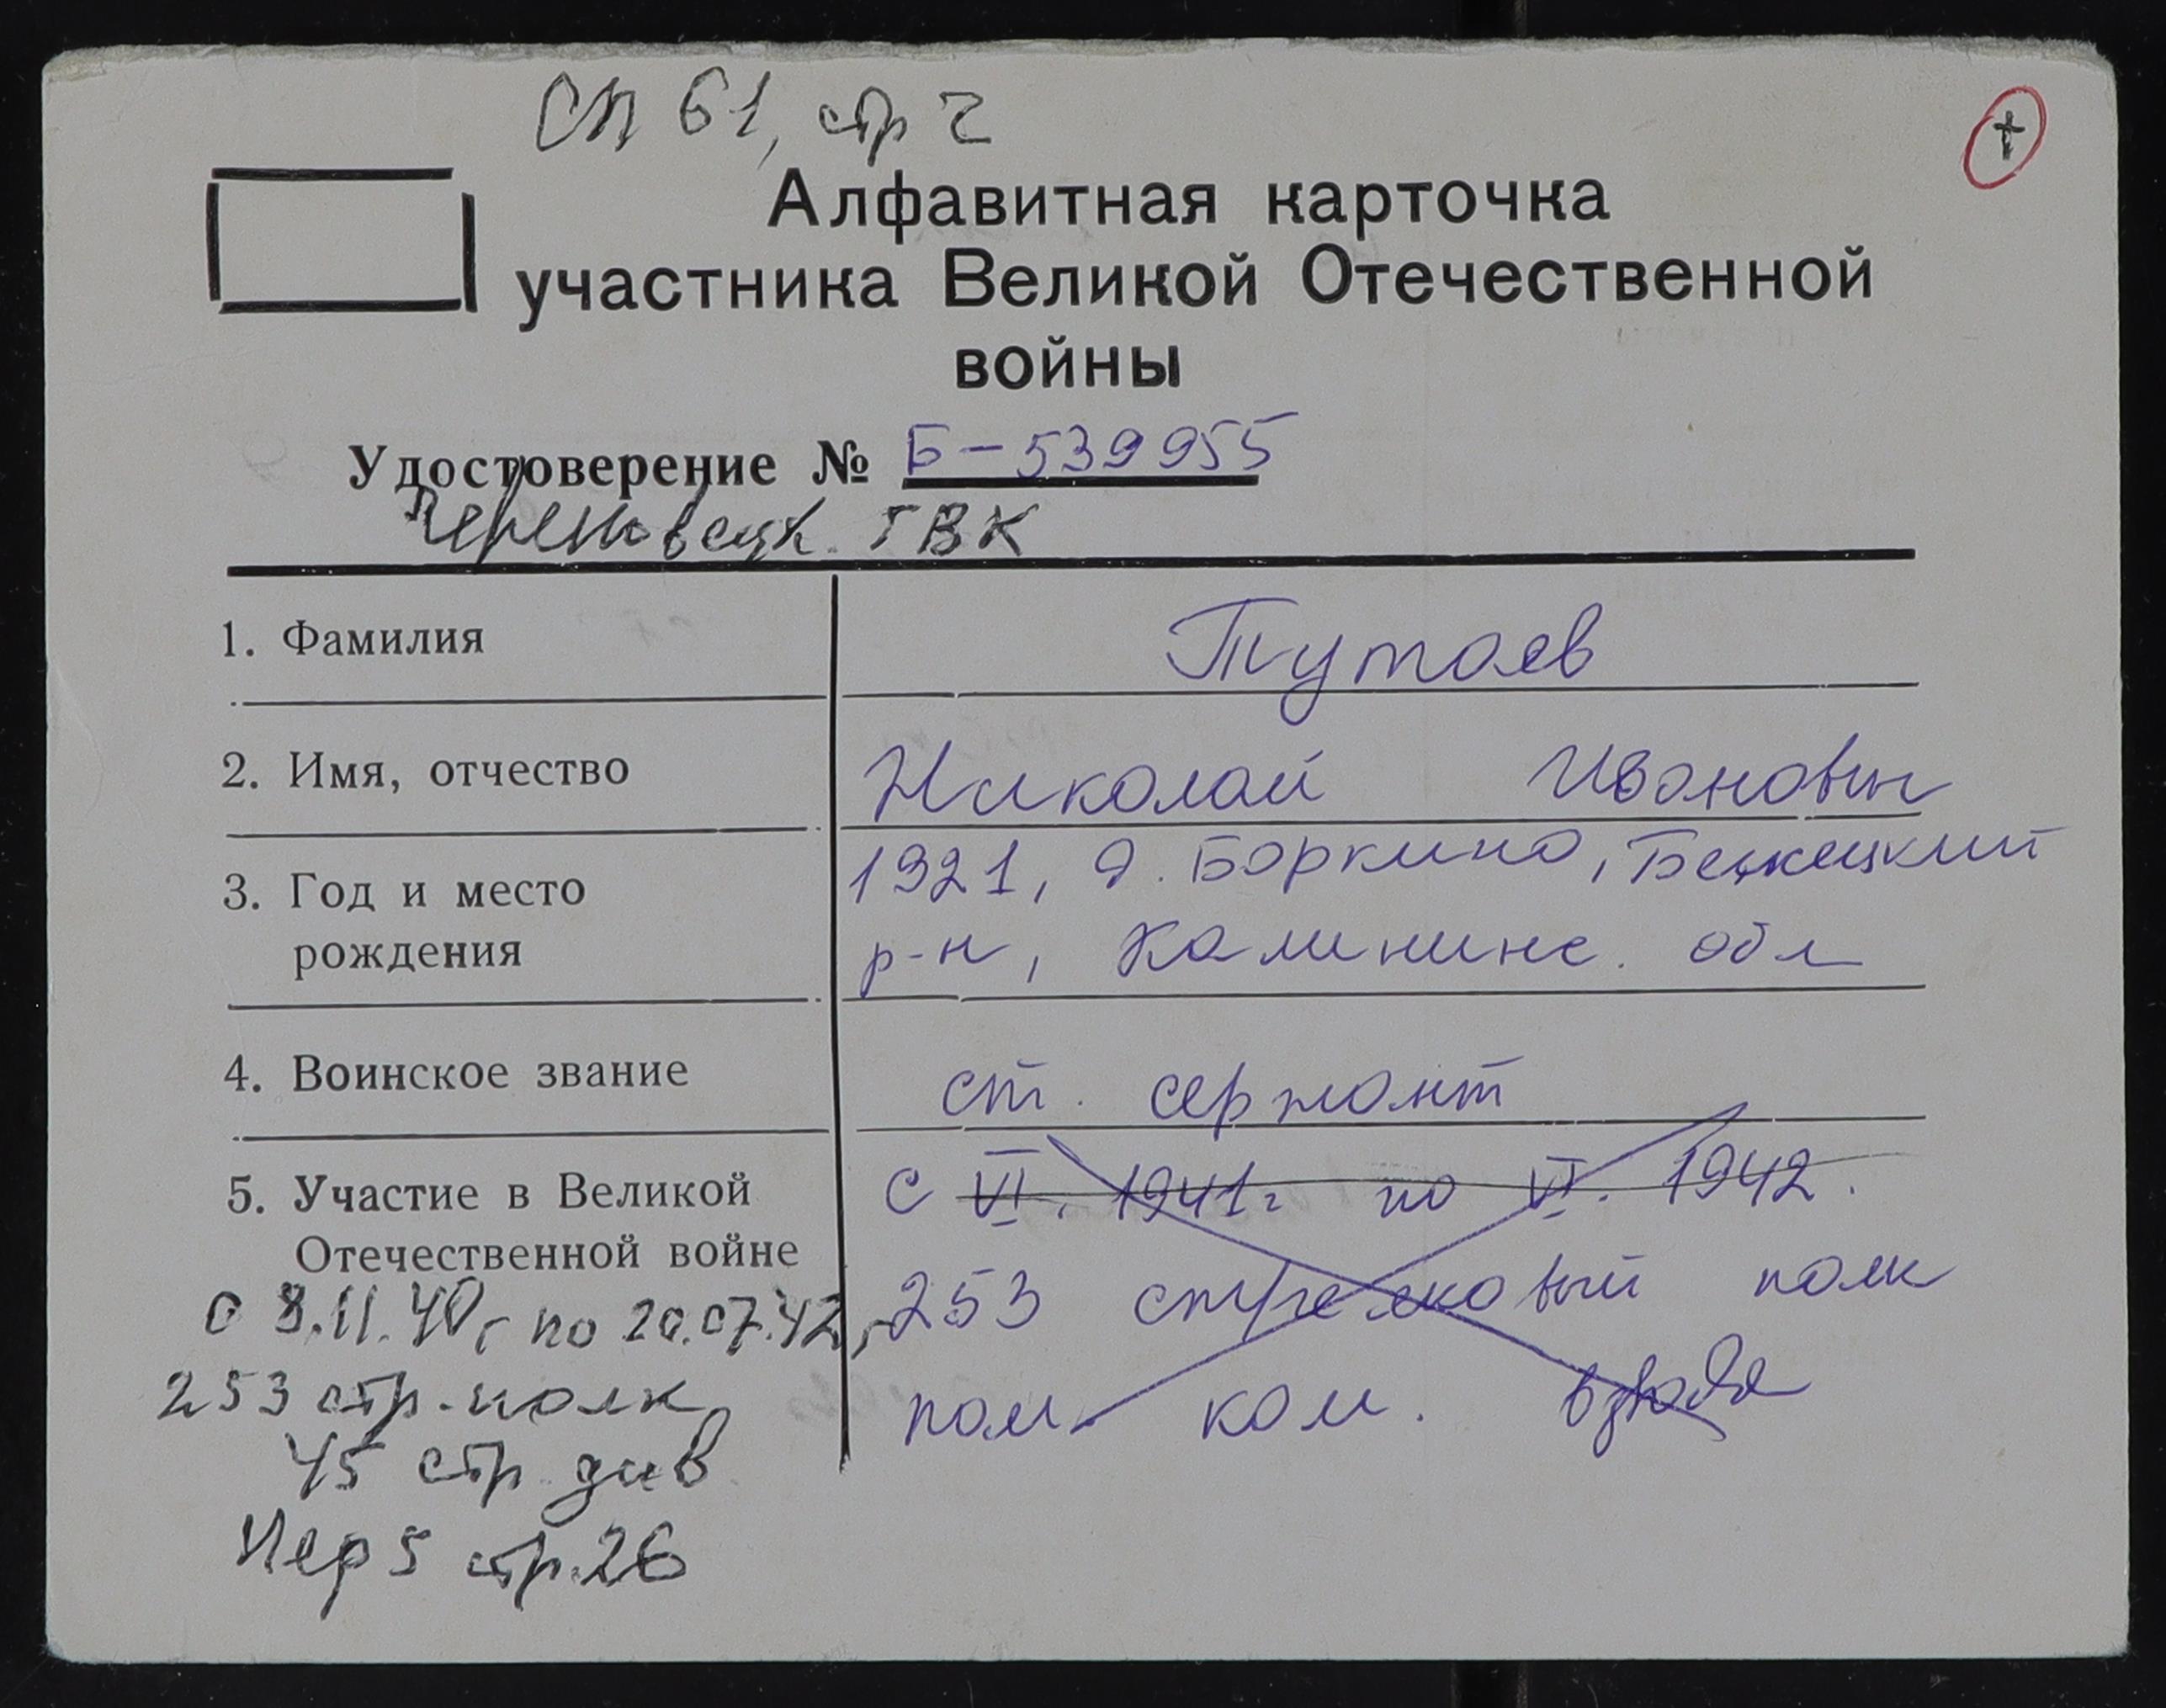 СП 61, стр 2
†
Алфавитная карточка
участника Великой Отечественной
войны
Удостоверение № Б-539955
Череповецк. ГВК
1. Фамилия
Тутаев
2. Имя, отчество
Николай Иванович
3. Год и место
рождения
1921, д. Боркино, Бежецкий
р-н, Калининс. обл
4. Воинское звание
ст. сержант
5. Участие в Великой
Отечественной войне
с VI. 1941г по VI. 1942.
253 стрелковый полк
пом. ком. взвода
с 8.11.40г по 20.07.42г
253 стр. полк
45 стр. див
Чер 5 стр. 26